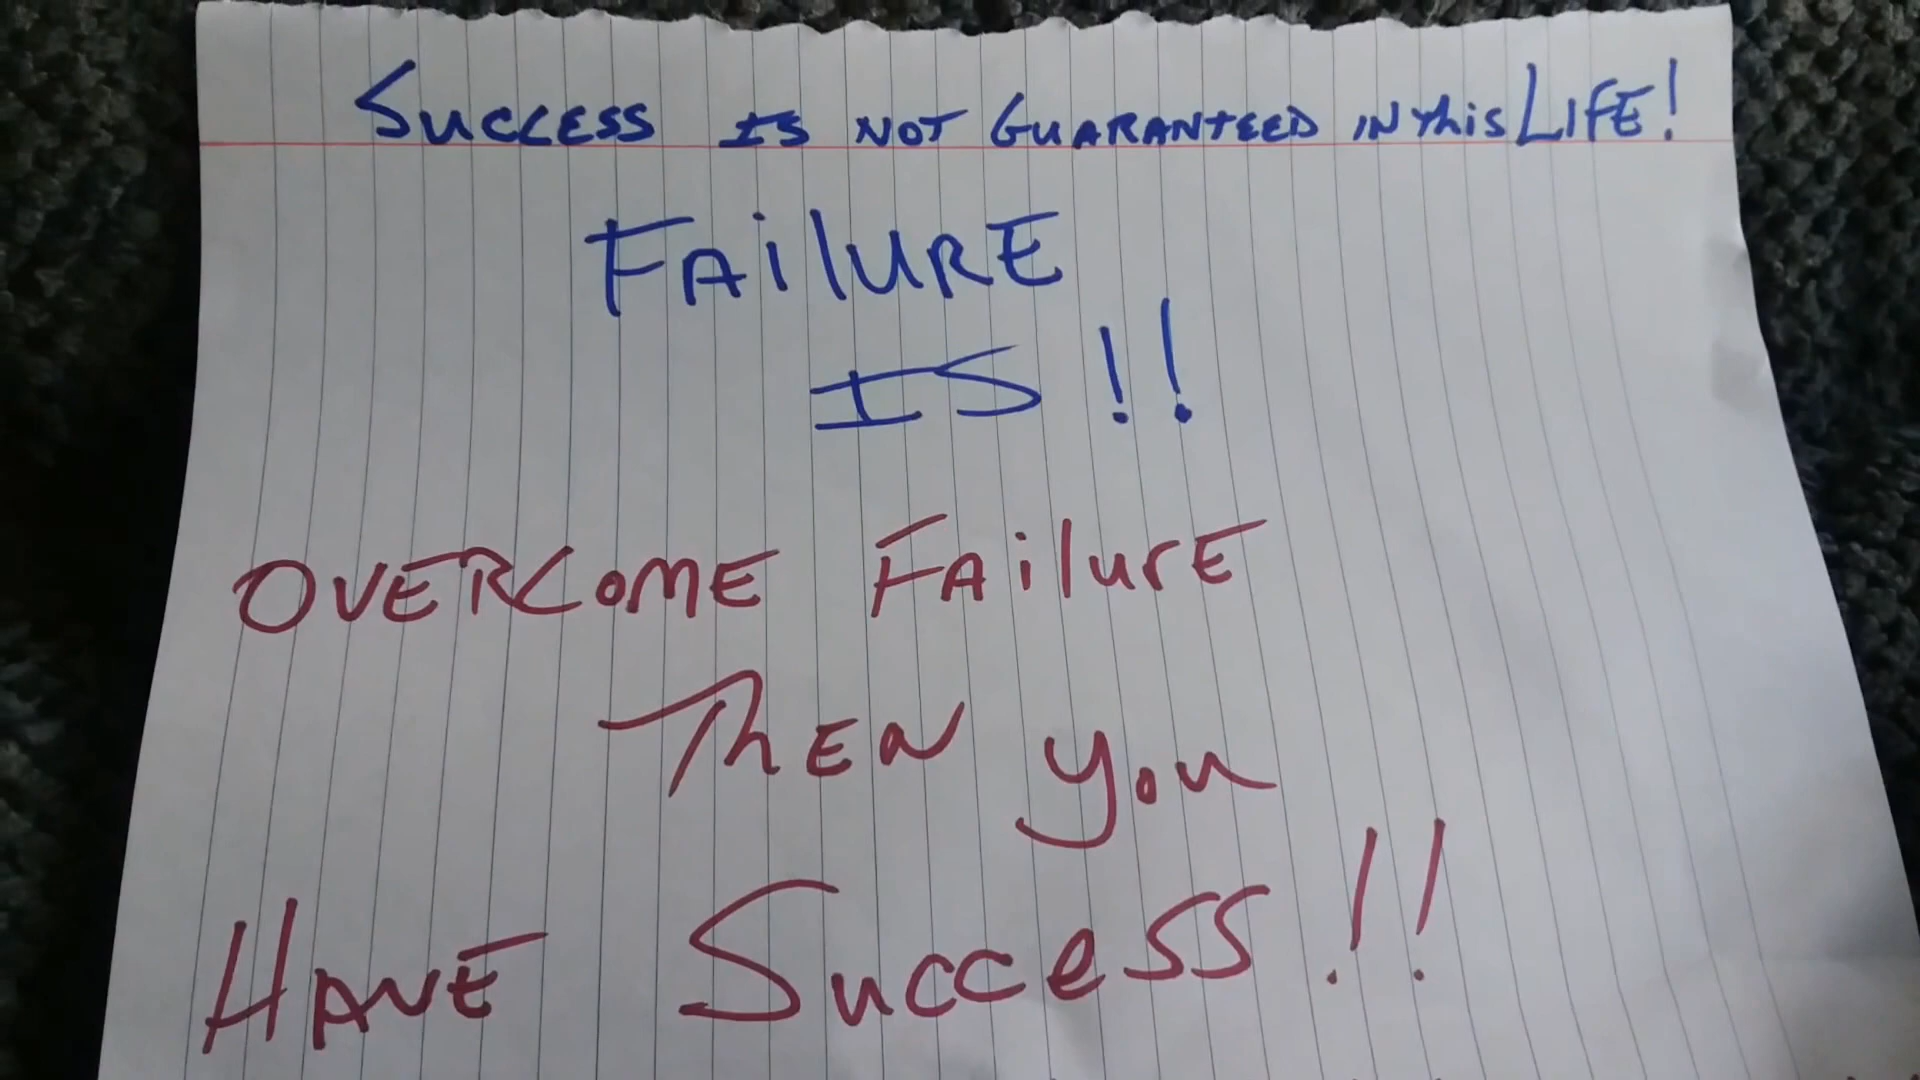 Success IS NOT GUARANTEED IN this LIFE!
FAilURE
IS!!
OVERCOME FAilurE
ThEN you
HAVE Success!!